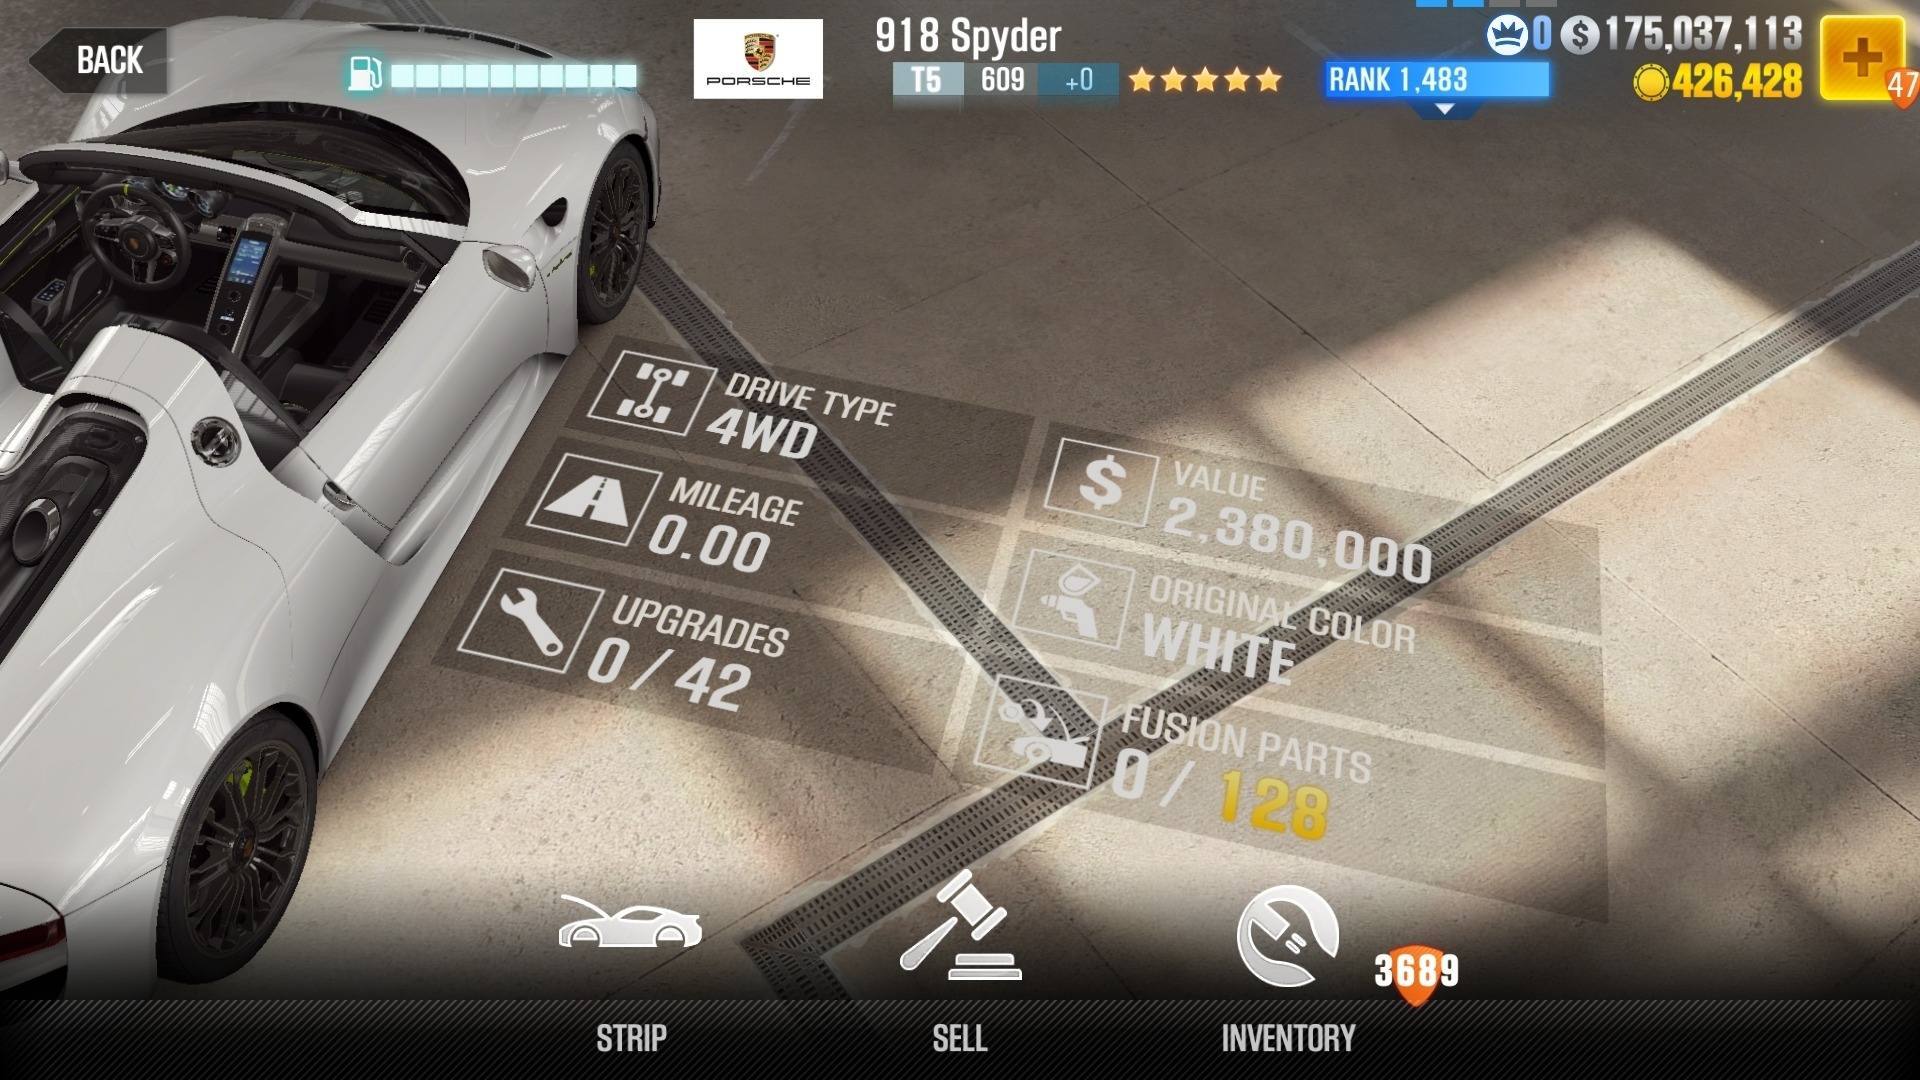 BACK
PORSCHE
918 Spyder
T5 609 +0
RANK 1,483
0 $ 175,037,113
426,428
47
DRIVE TYPE
4WD
MILEAGE
0.00
UPGRADES
0 / 42
$ VALUE
2,380,000
ORIGINAL COLOR
WHITE
FUSION PARTS
0 / 128
3689
STRIP
SELL
INVENTORY